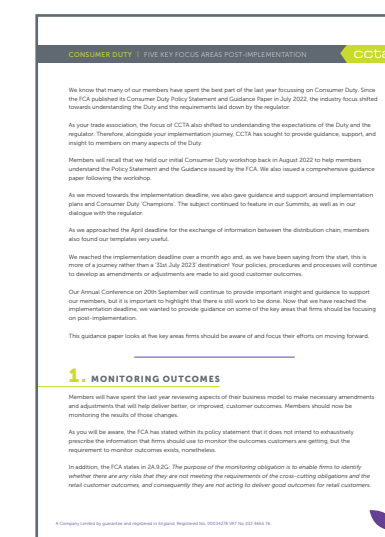 CONSUMER DUTY | FIVE KEY FOCUS AREAS POST-IMPLEMENTATION
ccta
We know that many of our members have spent the best part of the last year focussing on Consumer Duty. Since
the FCA published its Consumer Duty Policy Statement and Guidance Paper in July 2022, the industry focus shifted
towards understanding the Duty and the requirements laid down by the regulator.
As your trade association, the focus of CCTA also shifted to understanding the expectations of the Duty and the
regulator. Therefore, alongside your implementation journey, CCTA has sought to provide guidance, support, and
insight to members on many aspects of the Duty.
Members will recall that we held our initial Consumer Duty workshop back in August 2022 to help members
understand the Policy Statement and the Guidance issued by the FCA. We also issued a comprehensive guidance
paper following the workshop.
As we moved towards the implementation deadline, we also gave guidance and support around implementation
plans and Consumer Duty 'Champions'. The subject continued to feature in our Summits, as well as in our
dialogue with the regulator.
As we approached the April deadline for the exchange of information between the distribution chain, members
also found our templates very useful.
We reached the implementation deadline over a month ago and, as we have been saying from the start, this is
more of a journey rather than a '31st July 2023' destination! Your policies, procedures and processes will continue
to develop as amendments or adjustments are made to aid good customer outcomes.
Our Annual Conference on 20th September will continue to provide important insight and guidance to support
our members, but it is important to highlight that there is still work to be done. Now that we have reached the
implementation deadline, we wanted to provide guidance on some of the key areas that firms should be focusing
on post-implementation.
This guidance paper looks at five key areas firms should be aware of and focus their efforts on moving forward.
1. MONITORING OUTCOMES
Members will have spent the last year reviewing aspects of their business model to make necessary amendments
and adjustments that will help deliver better, or improved, customer outcomes. Members should now be
monitoring the results of those changes.
As you will be aware, the FCA has stated within its policy statement that it does not intend to exhaustively
prescribe the information that firms should use to monitor the outcomes customers are getting, but the
requirement to monitor outcomes exists, nonetheless.
In addition, the FCA states in 2A.9.2G: The purpose of the monitoring obligation is to enable firms to identify
whether there are any risks that they are not meeting the requirements of the cross-cutting obligations and the
retail customer outcomes, and consequently they are not acting to deliver good outcomes for retail customers.
A Company Limited by guarantee and registered in England. Registered No. 00034278 VAT No 253 4664 76